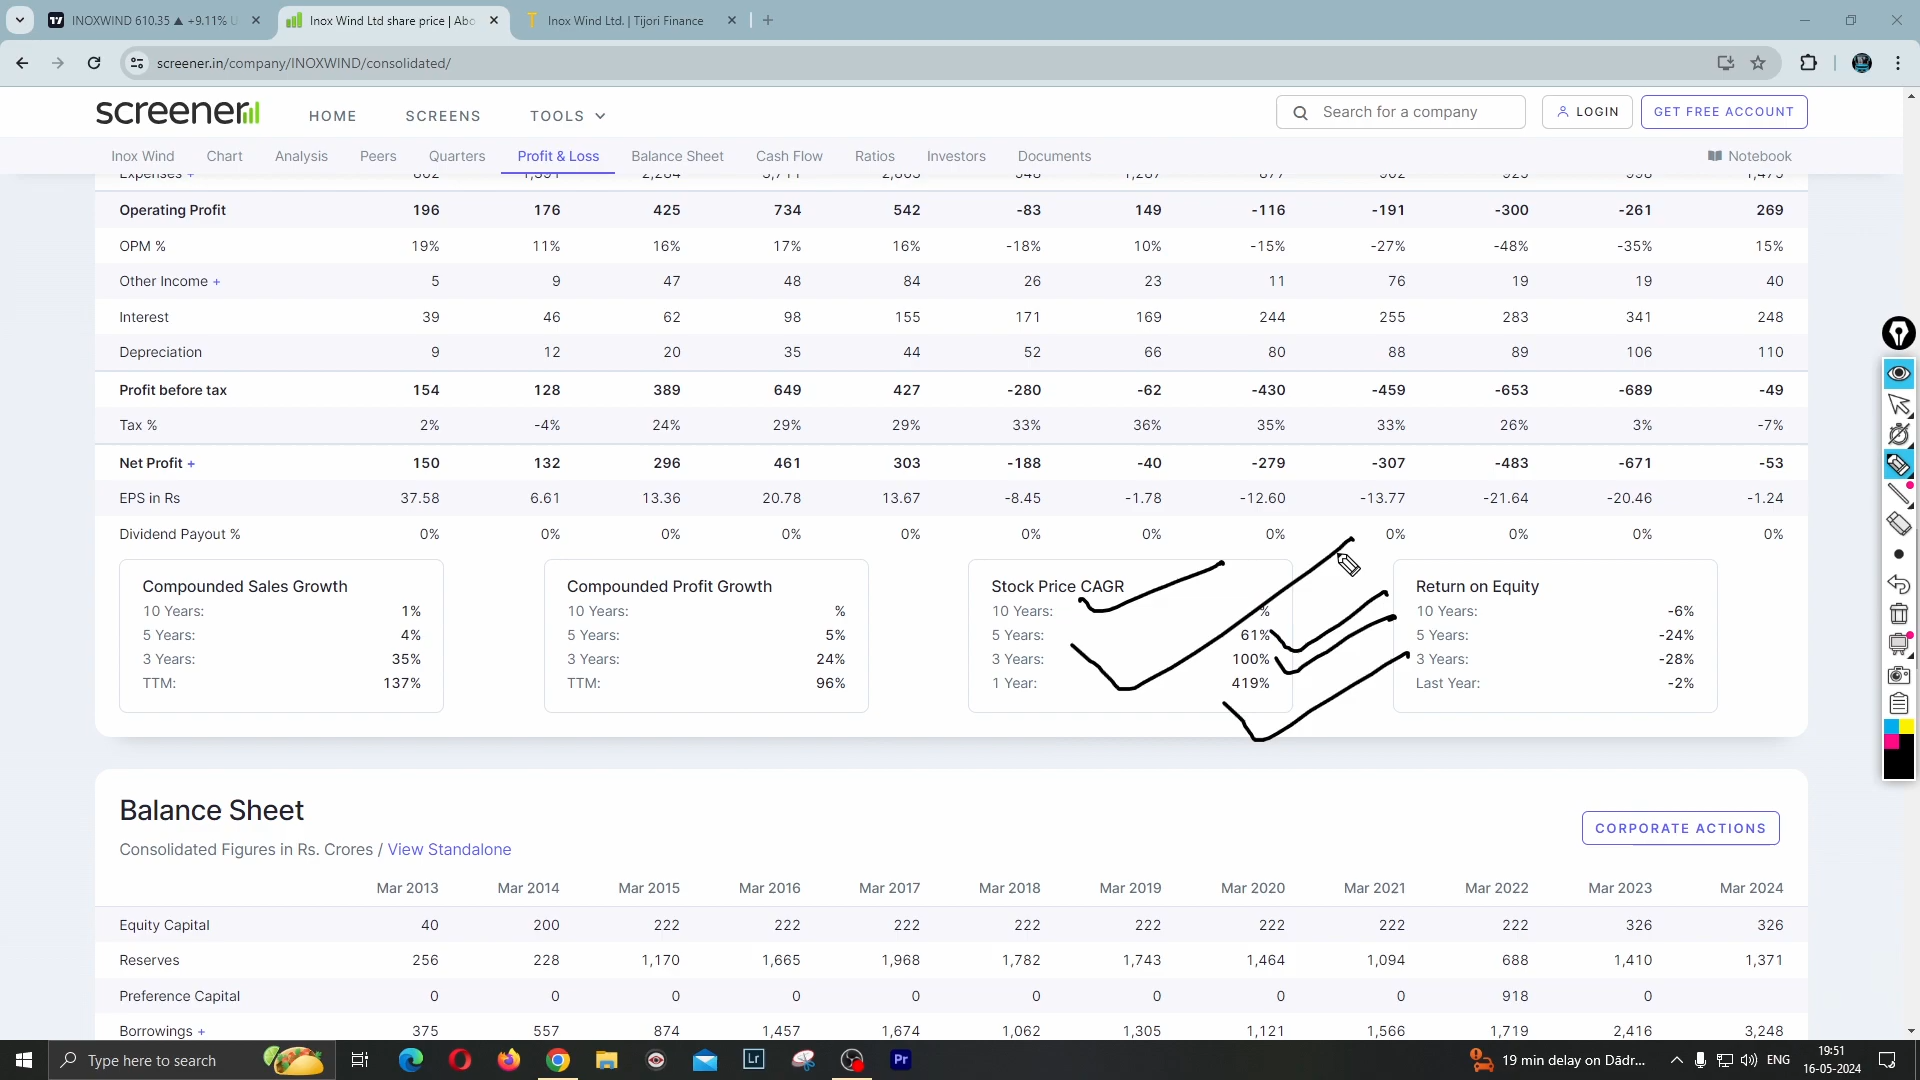 INOXWIND 610.35 ▲ +9.11%
Inox Wind Ltd share price | Abo
Inox Wind Ltd. | Tijori Finance
screener.in/company/INOXWIND/consolidated/
screener
HOME SCREENS TOOLS
Search for a company
LOGIN
GET FREE ACCOUNT
Inox Wind Chart Analysis Peers Quarters Profit & Loss Balance Sheet Cash Flow Ratios Investors Documents Notebook
Expenses +
Operating Profit 196 176 425 734 542 -83 149 -116 -191 -300 -261 269
OPM % 19% 11% 16% 17% 16% -18% 10% -15% -27% -48% -35% 15%
Other Income + 5 9 47 48 84 26 23 11 76 19 19 40
Interest 39 46 62 98 155 171 169 244 255 283 341 248
Depreciation 9 12 20 35 44 52 66 80 88 89 106 110
Profit before tax 154 128 389 649 427 -280 -62 -430 -459 -653 -689 -49
Tax % 2% -4% 24% 29% 29% 33% 36% 35% 33% 26% 3% -7%
Net Profit + 150 132 296 461 303 -188 -40 -279 -307 -483 -671 -53
EPS in Rs 37.58 6.61 13.36 20.78 13.67 -8.45 -1.78 -12.60 -13.77 -21.64 -20.46 -1.24
Dividend Payout % 0% 0% 0% 0% 0% 0% 0% 0% 0% 0% 0% 0%
Compounded Sales Growth
10 Years: 1%
5 Years: 4%
3 Years: 35%
TTM: 137%
Compounded Profit Growth
10 Years: %
5 Years: 5%
3 Years: 24%
TTM: 96%
Stock Price CAGR
10 Years: %
5 Years: 61%
3 Years: 100%
1 Year: 419%
Return on Equity
10 Years: -6%
5 Years: -24%
3 Years: -28%
Last Year: -2%
Balance Sheet
CORPORATE ACTIONS
Consolidated Figures in Rs. Crores / View Standalone
Mar 2013 Mar 2014 Mar 2015 Mar 2016 Mar 2017 Mar 2018 Mar 2019 Mar 2020 Mar 2021 Mar 2022 Mar 2023 Mar 2024
Equity Capital 40 200 222 222 222 222 222 222 222 222 326 326
Reserves 256 228 1,170 1,665 1,968 1,782 1,743 1,464 1,094 688 1,410 1,371
Preference Capital 0 0 0 0 0 0 0 0 0 918 0
Borrowings + 375 557 874 1,457 1,674 1,062 1,305 1,121 1,566 1,719 2,416 3,248
Type here to search
Lr
Pr
19 min delay on Dādr...
ENG
19:51
16-05-2024